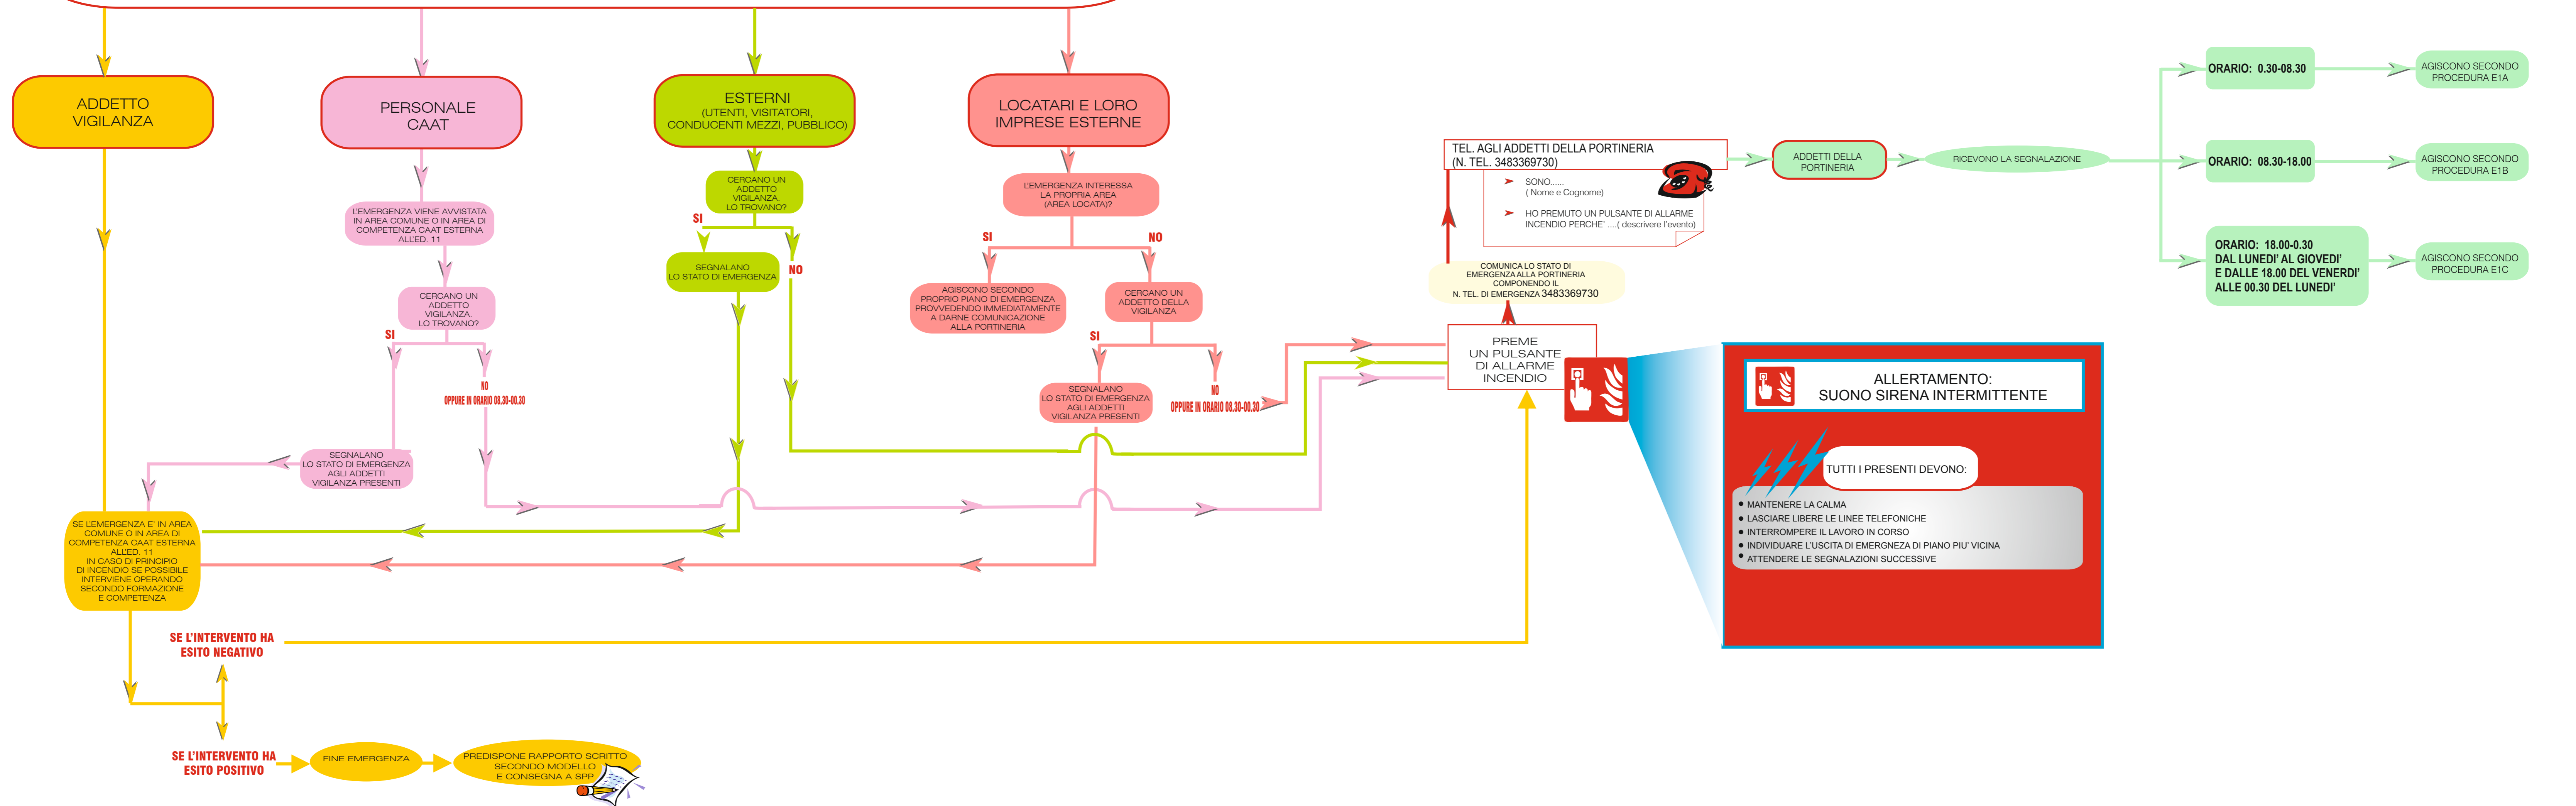 ADDETTO
VIGILANZA
SE L'EMERGENZA E' IN AREA
COMUNE O IN AREA DI
COMPETENZA CAAT ESTERNA
ALL'ED. 11
IN CASO DI PRINCIPIO
DI INCENDIO SE POSSIBILE
INTERVIENE OPERANDO
SECONDO FORMAZIONE
E COMPETENZA
SE L'INTERVENTO HA
ESITO NEGATIVO
SE L'INTERVENTO HA
ESITO POSITIVO
FINE EMERGENZA
PREDISPONE RAPPORTO SCRITTO
SECONDO MODELLO
E CONSEGNA A SPP
PERSONALE
CAAT
L'EMERGENZA VIENE AVVISTATA
IN AREA COMUNE O IN AREA DI
COMPETENZA CAAT ESTERNA
ALL'ED. 11
CERCANO UN
ADDETTO
VIGILANZA.
LO TROVANO?
SI
NO
OPPURE IN ORARIO 08.30-00.30
SEGNALANO
LO STATO DI EMERGENZA
AGLI ADDETTI
VIGILANZA PRESENTI
ESTERNI
(UTENTI, VISITATORI,
CONDUCENTI MEZZI, PUBBLICO)
CERCANO UN
ADDETTO
VIGILANZA.
LO TROVANO?
SI
NO
SEGNALANO
LO STATO DI EMERGENZA
LOCATARI E LORO
IMPRESE ESTERNE
L'EMERGENZA INTERESSA
LA PROPRIA AREA
(AREA LOCATA)?
SI
NO
AGISCONO SECONDO
PROPRIO PIANO DI EMERGENZA
PROVVEDENDO IMMEDIATAMENTE
A DARNE COMUNICAZIONE
ALLA PORTINERIA
CERCANO UN
ADDETTO DELLA
VIGILANZA
SI
NO
OPPURE IN ORARIO 08.30-00.30
SEGNALANO
LO STATO DI EMERGENZA
AGLI ADDETTI
VIGILANZA PRESENTI
TEL. AGLI ADDETTI DELLA PORTINERIA
(N. TEL. 3483369730)
SONO......
( Nome e Cognome)
HO PREMUTO UN PULSANTE DI ALLARME
INCENDIO PERCHE' ....( descrivere l'evento)
COMUNICA LO STATO DI
EMERGENZA ALLA PORTINERIA
COMPONENDO IL
N. TEL. DI EMERGENZA 3483369730
PREME
UN PULSANTE
DI ALLARME
INCENDIO
ALLERTAMENTO:
SUONO SIRENA INTERMITTENTE
TUTTI I PRESENTI DEVONO:
● MANTENERE LA CALMA
● LASCIARE LIBERE LE LINEE TELEFONICHE
● INTERROMPERE IL LAVORO IN CORSO
● INDIVIDUARE L'USCITA DI EMERGNEZA DI PIANO PIU' VICINA
● ATTENDERE LE SEGNALAZIONI SUCCESSIVE
ADDETTI DELLA
PORTINERIA
RICEVONO LA SEGNALAZIONE
ORARIO: 0.30-08.30
AGISCONO SECONDO
PROCEDURA E1A
ORARIO: 08.30-18.00
AGISCONO SECONDO
PROCEDURA E1B
ORARIO: 18.00-0.30
DAL LUNEDI' AL GIOVEDI'
E DALLE 18.00 DEL VENERDI'
ALLE 00.30 DEL LUNEDI'
AGISCONO SECONDO
PROCEDURA E1C